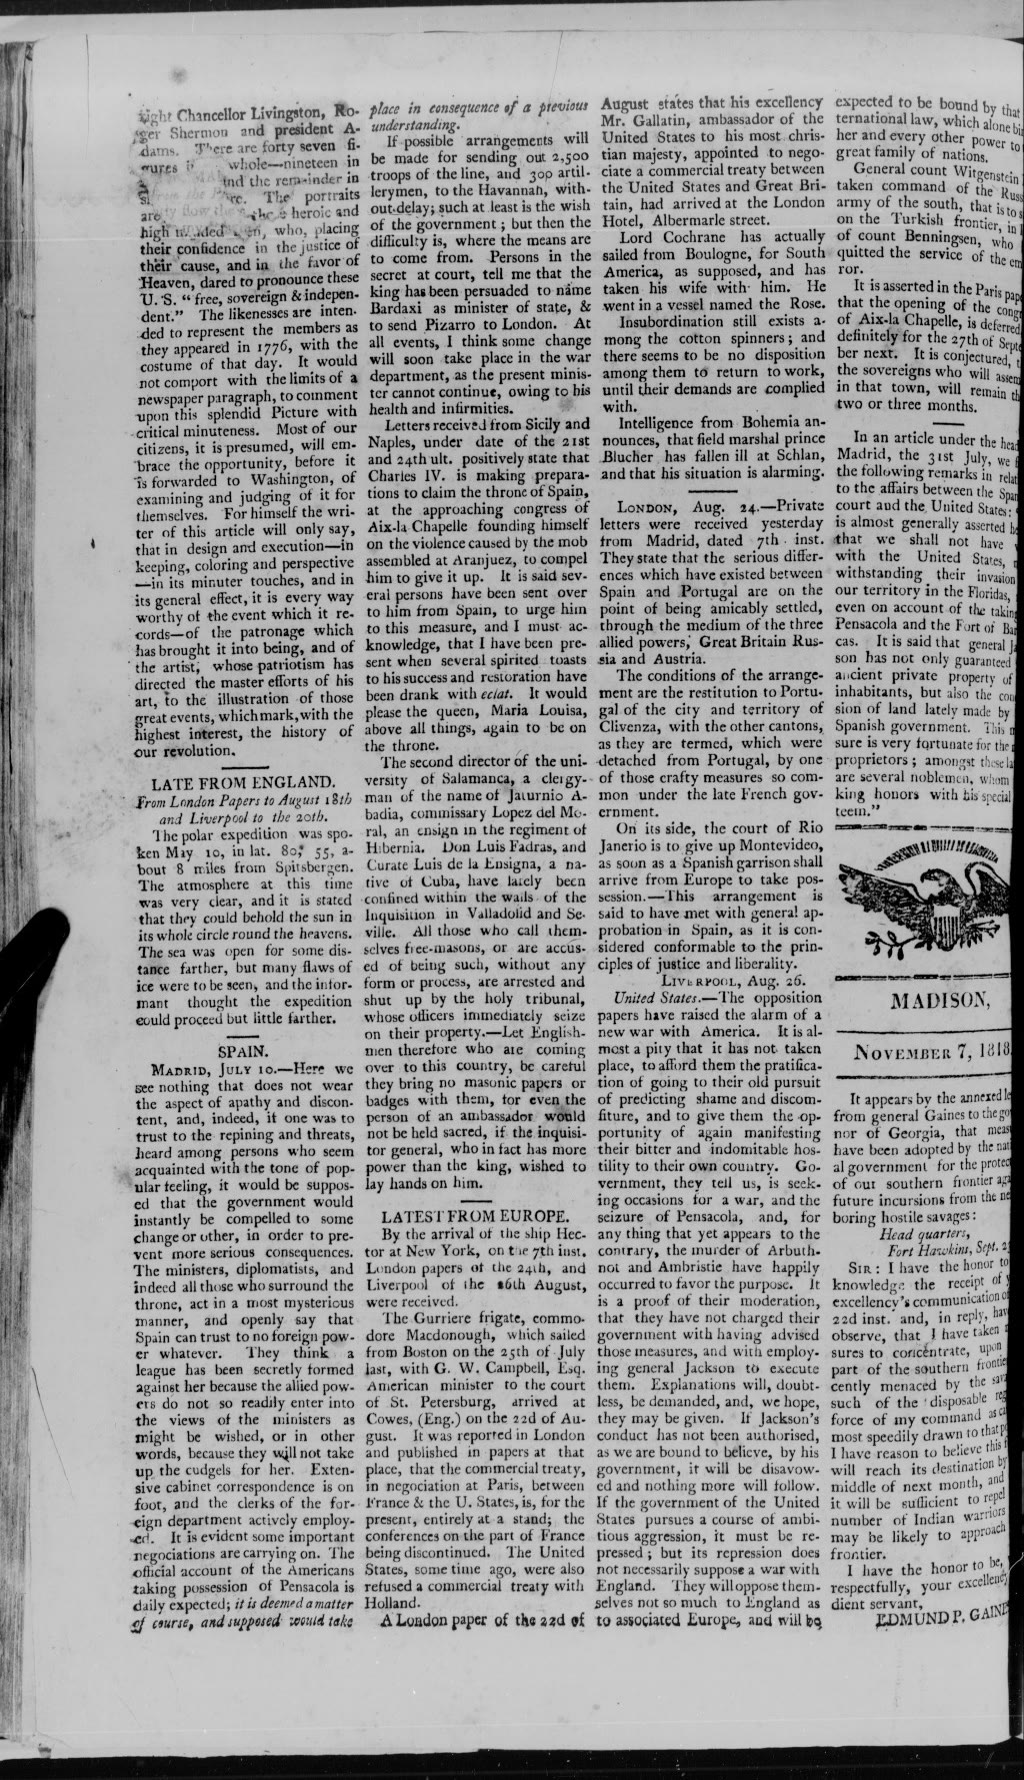 Chancellor Livingston, Ro-
ger Shermon and president A-
dams. There are forty seven fi-
gures whole—nineteen in
and the remainder in
The portraits
are heroic and
high minded men, who, placing
their confidence in the justice of
their cause, and in the favor of
Heaven, dared to pronounce these
U. S. "free, sovereign & indepen-
dent." The likenesses are inten-
ded to represent the members as
they appeared in 1776, with the
costume of that day. It would
not comport with the limits of a
newspaper paragraph, to comment
upon this splendid Picture with
critical minuteness. Most of our
citizens, it is presumed, will em-
brace the opportunity, before it
is forwarded to Washington, of
examining and judging of it for
themselves. For himself the wri-
ter of this article will only say,
that in design and execution—in
keeping, coloring and perspective
—in its minuter touches, and in
its general effect, it is every way
worthy of the event which it re-
cords—of the patronage which
has brought it into being, and of
the artist, whose patriotism has
directed the master efforts of his
art, to the illustration of those
great events, which mark, with the
highest interest, the history of
our revolution.
LATE FROM ENGLAND.
From London Papers to August 18th
and Liverpool to the 20th.
The polar expedition was spo-
ken May 10, in lat. 80, 55, a-
bout 8 miles from Spitsbergen.
The atmosphere at this time
was very clear, and it is stated
that they could behold the sun in
its whole circle round the heavens.
The sea was open for some dis-
tance farther, but many flaws of
ice were to be seen, and the infor-
mant thought the expedition
could proceed but little farther.
SPAIN.
MADRID, JULY 10.—Here we
see nothing that does not wear
the aspect of apathy and discon-
tent, and, indeed, if one was to
trust to the repining and threats,
heard among persons who seem
acquainted with the tone of pop-
ular feeling, it would be suppos-
ed that the government would
instantly be compelled to some
change or other, in order to pre-
vent more serious consequences.
The ministers, diplomatists, and
indeed all those who surround the
throne, act in a most mysterious
manner, and openly say that
Spain can trust to no foreign pow-
er whatever. They think a
league has been secretly formed
against her because the allied pow-
ers do not so readily enter into
the views of the ministers as
might be wished, or in other
words, because they will not take
up the cudgels for her. Exten-
sive cabinet correspondence is on
foot, and the clerks of the for-
eign department actively employ-
ed. It is evident some important
negociations are carrying on. The
official account of the Americans
taking possession of Pensacola is
daily expected; it is deemed a matter
of course, and supposed would take
place in consequence of a previous
understanding.
If possible arrangements will
be made for sending out 2,500
troops of the line, and 300 artil-
lerymen, to the Havannah, with-
out delay; such at least is the wish
of the government; but then the
difficulty is, where the means are
to come from. Persons in the
secret at court, tell me that the
king has been persuaded to name
Bardaxi as minister of state, &
to send Pizarro to London. At
all events, I think some change
will soon take place in the war
department, as the present minis-
ter cannot continue, owing to his
health and infirmities.
Letters received from Sicily and
Naples, under date of the 21st
and 24th ult. positively state that
Charles IV. is making prepara-
tions to claim the throne of Spain,
at the approaching congress of
Aix-la Chapelle founding himself
on the violence caused by the mob
assembled at Aranjuez, to compel
him to give it up. It is said sev-
eral persons have been sent over
to him from Spain, to urge him
to this measure, and I must ac-
knowledge, that I have been pre-
sent when several spirited toasts
to his success and restoration have
been drank with eclat. It would
please the queen, Maria Louisa,
above all things, again to be on
the throne.
The second director of the uni-
versity of Salamanca, a clergy-
man of the name of Jaturnio A-
badia, commissary Lopez del Mo-
ral, an ensign in the regiment of
Hibernia. Don Luis Fadras, and
Curate Luis de la Ensigna, a na-
tive of Cuba, have lately been
confined within the walls of the
Inquisition in Valladolid and Se-
ville. All those who call them-
selves free-masons, or are accus-
ed of being such, without any
form or process, are arrested and
shut up by the holy tribunal,
whose officers immediately seize
on their property.—Let English-
men therefore who are coming
over to this country, be careful
they bring no masonic papers or
badges with them, for even the
person of an ambassador would
not be held sacred, if the inquisi-
tor general, who in fact has more
power than the king, wished to
lay hands on him.
LATEST FROM EUROPE.
By the arrival of the ship Hec-
tor at New York, on the 7th inst.
London papers of the 24th, and
Liverpool of the 26th August,
were received.
The Gurriere frigate, commo-
dore Macdonough, which sailed
from Boston on the 25th of July
last, with G. W. Campbell, Esq.
American minister to the court
of St. Petersburg, arrived at
Cowes, (Eng.) on the 22d of Au-
gust. It was reported in London
and published in papers at that
place, that the commercial treaty,
in negociation at Paris, between
France & the U. States, is, for the
present, entirely at a stand; the
conferences on the part of France
being discontinued. The United
States, some time ago, were also
refused a commercial treaty with
Holland.
A London paper of the 22d of
August states that his excellency
Mr. Gallatin, ambassador of the
United States to his most chris-
tian majesty, appointed to nego-
ciate a commercial treaty between
the United States and Great Bri-
tain, had arrived at the London
Hotel, Albermarle street.
Lord Cochrane has actually
sailed from Boulogne, for South
America, as supposed, and has
taken his wife with him. He
went in a vessel named the Rose.
Insubordination still exists a-
mong the cotton spinners; and
there seems to be no disposition
among them to return to work,
until their demands are complied
with.
Intelligence from Bohemia an-
nounces, that field marshal prince
Blucher has fallen ill at Schlan,
and that his situation is alarming.
LONDON, Aug. 24.—Private
letters were received yesterday
from Madrid, dated 7th inst.
They state that the serious differ-
ences which have existed between
Spain and Portugal are on the
point of being amicably settled,
through the medium of the three
allied powers, Great Britain Rus-
sia and Austria.
The conditions of the arrange-
ment are the restitution to Portu-
gal of the city and territory of
Clivenza, with the other cantons,
as they are termed, which were
detached from Portugal, by one
of those crafty measures so com-
mon under the late French gov-
ernment.
On its side, the court of Rio
Janerio is to give up Montevideo,
as soon as a Spanish garrison shall
arrive from Europe to take pos-
session.—This arrangement is
said to have met with general ap-
probation in Spain, as it is con-
sidered conformable to the prin-
ciples of justice and liberality.
LIVERPOOL, Aug. 26.
United States.—The opposition
papers have raised the alarm of a
new war with America. It is al-
most a pity that it has not taken
place, to afford them the pratifica-
tion of going to their old pursuit
of predicting shame and discom-
fiture, and to give them the op-
portunity of again manifesting
their bitter and indomitable hos-
tility to their own country. Go-
vernment, they tell us, is seek-
ing occasions for a war, and the
seizure of Pensacola, and, for
any thing that yet appears to the
contrary, the murder of Arbuth-
not and Ambristie have happily
occurred to favor the purpose. It
is a proof of their moderation,
that they have not charged their
government with having advised
those measures, and with employ-
ing general Jackson to execute
them. Explanations will, doubt-
less, be demanded, and, we hope,
they may be given. If Jackson's
conduct has not been authorised,
as we are bound to believe, by his
government, it will be disavow-
ed and nothing more will follow.
If the government of the United
States pursues a course of ambi-
tious aggression, it must be re-
pressed; but its repression does
not necessarily suppose a war with
England. They will oppose them-
selves not so much to England as
to associated Europe, and will be
expected to be bound by that
ternational law, which alone
her and every other power to
great family of nations.
General count Witgenstein
taken command of the
army of the south, that is to
on the Turkish frontier, in
of count Benningsen, who
quitted the service of the
ror.
It is asserted in the Paris
that the opening of the
of Aix-la Chapelle, is deferred
definitely for the 27th of
ber next. It is conjectured,
the sovereigns who will
in that town, will remain
two or three months.
In an article under the head
Madrid, the 31st July, we
the following remarks in
to the affairs between the
court and the United States:
is almost generally asserted
that we shall not have
with the United States,
withstanding their invasion
our territory in the Floridas,
even on account of the
Pensacola and the Fort of
cas. It is said that general
son has not only guaranteed
ancient private property of
inhabitants, but also the
sion of land lately made by
Spanish government. This
sure is very fortunate for the
proprietors; amongst these
are several noblemen, whom
king honors with his special
teem."
MADISON,
NOVEMBER 7, 1818.
It appears by the annexed
from general Gaines to the
nor of Georgia, that
have been adopted by the
al government for the
of out southern frontier
future incursions from the
boring hostile savages:
Head quarters,
Fort Hawkins, Sept.
SIR: I have the honor to
knowledge the receipt of
excellency's communication
22d inst. and, in reply,
observe, that I have taken
sures to concentrate, upon
part of the southern
cently menaced by the
such of the disposable
force of my command as
most speedily drawn to that
I have reason to believe this
will reach its destination by
middle of next month, and
it will be sufficient to repel
number of Indian warriors
may be likely to approach
frontier.
I have the honor to be,
respectfully, your
dient servant,
EDMUND P.